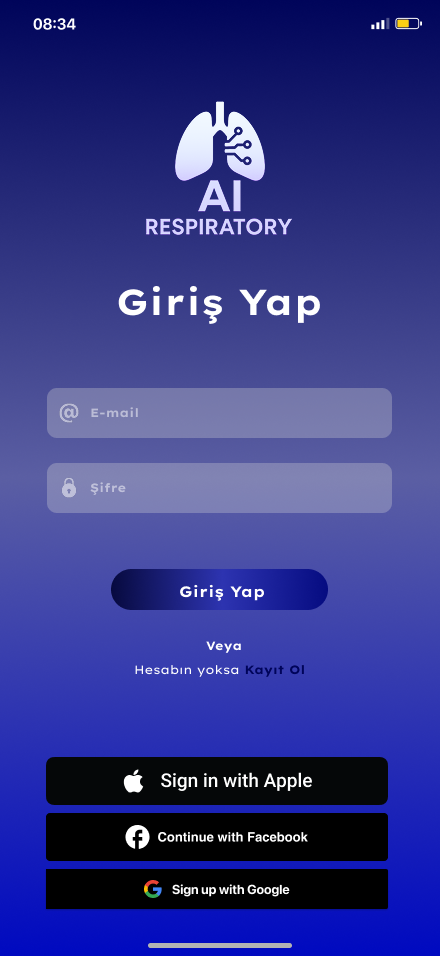 08:34
AI
RESPIRATORY
Giriş Yap
@ E-mail
Şifre
Giriş Yap
Veya
Hesabın yoksa Kayıt Ol
Sign in with Apple
Continue with Facebook
Sign up with Google